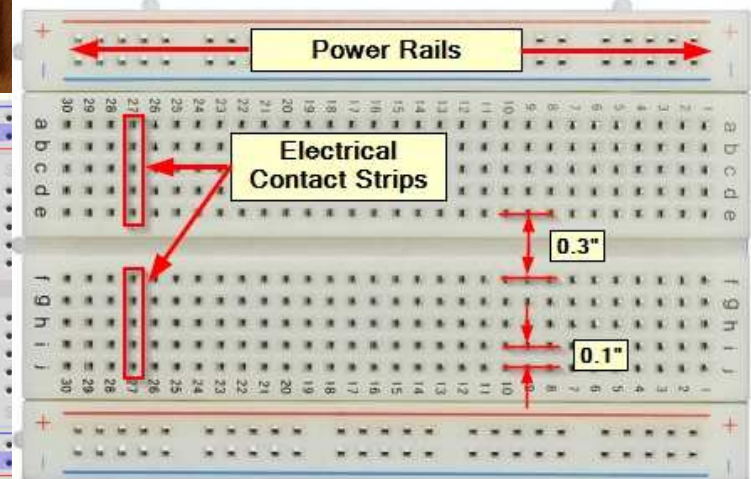 + Power Rails +
- -
30 29 28 27 26 25 24 23 22 21 20 19 18 17 16 15 14 13 12 11 10 9 8 7 6 5 4 3 2 1
a a
b Electrical b
c Contact Strips c
d d
e e
0.3"
f f
g g
h h
i 0.1" i
j j
30 29 28 27 26 25 24 23 22 21 20 19 18 17 16 15 14 13 12 11 10 9 8 7 6 5 4 3 2 1
+ +
- -